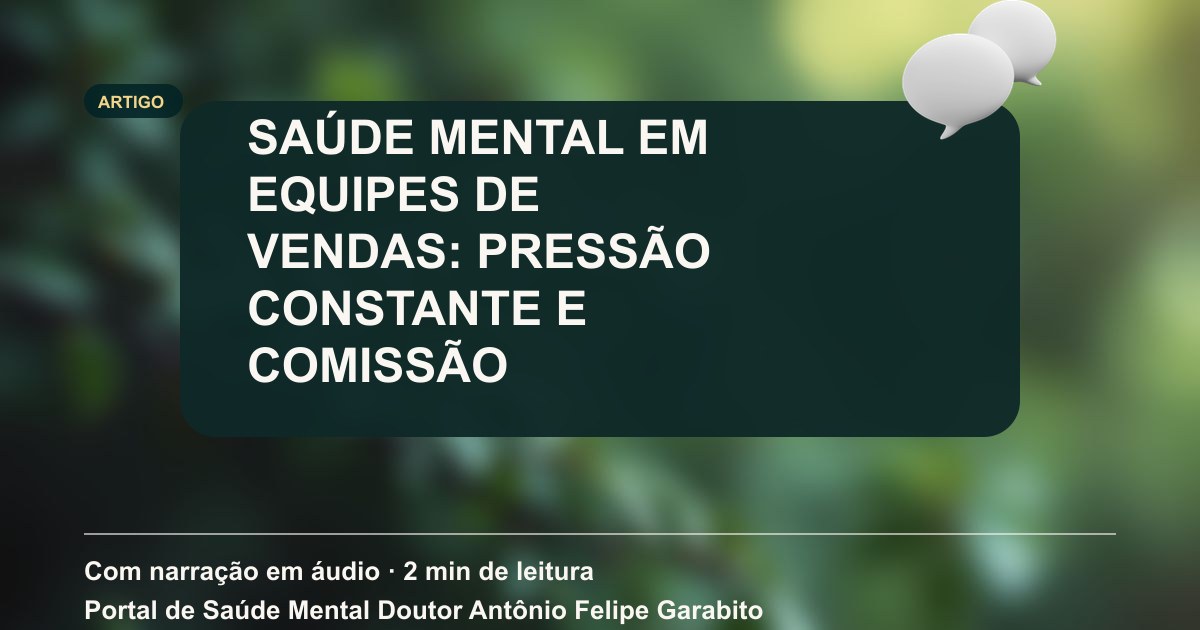 ARTIGO
SAÚDE MENTAL EM
EQUIPES DE
VENDAS: PRESSÃO
CONSTANTE E
COMISSÃO
Com narração em áudio · 2 min de leitura
Portal de Saúde Mental Doutor Antônio Felipe Garabito